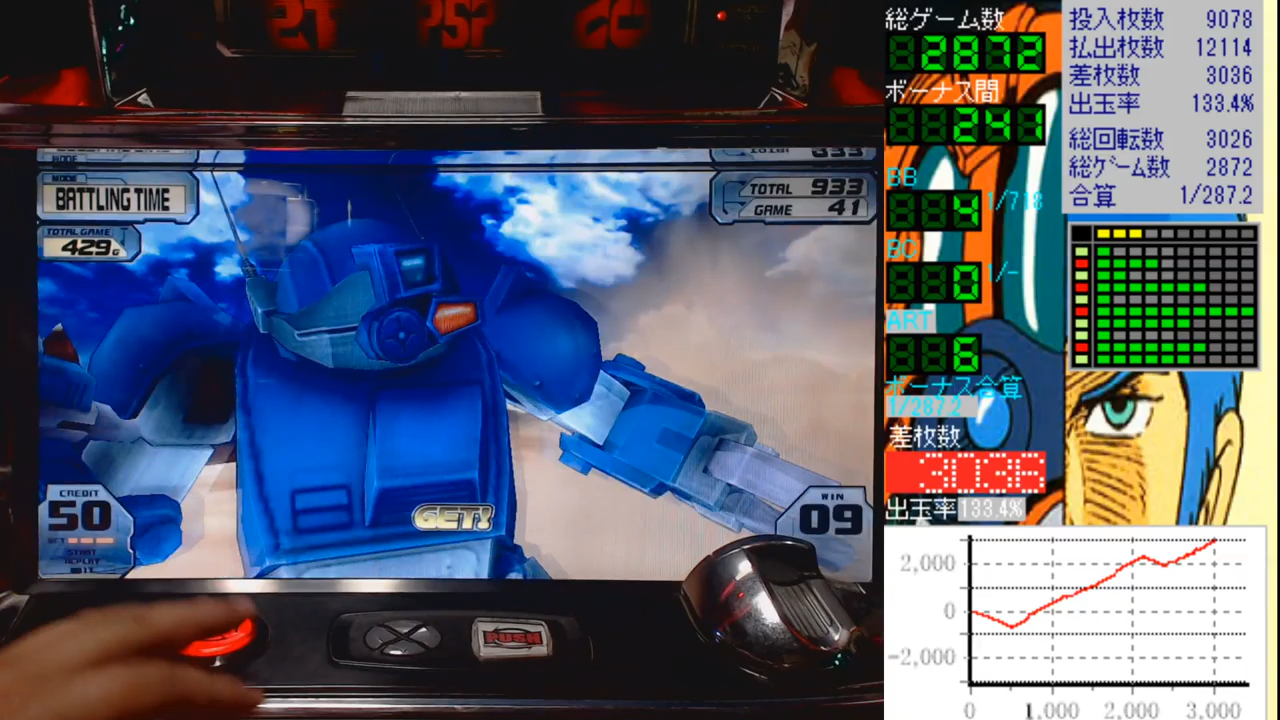 MODE
BATTLING TIME
TOTAL GAME
429G
TOTAL 933
GAME 41
CREDIT
50
START
REPLAY
GET!
WIN
09
PUSH
総ゲーム数
2872
ボーナス間
241
BB
4 1/718
BC
0 1/-
ART
6
ボーナス合算
1/287.2
差枚数
3036
出玉率 133.4%
投入枚数 9078
払出枚数 12114
差枚数 3036
出玉率 133.4%
総回転数 3026
総ゲーム数 2872
合算 1/287.2
2,000
0
-2,000
0 1,000 2,000 3,000